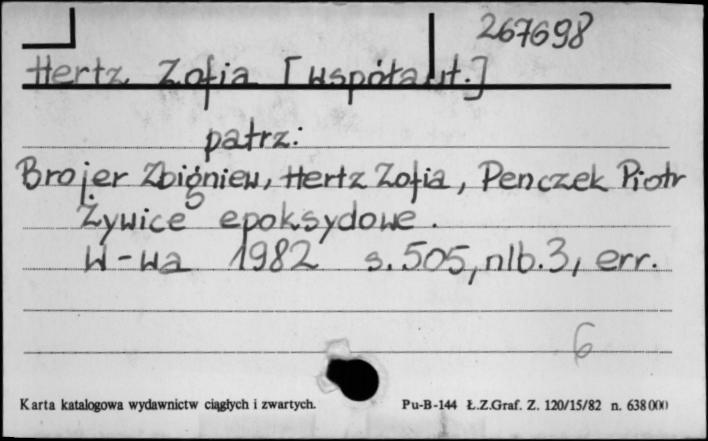 267698
Hertz Zofia [współaut.]
patrz:
Brojer Zbigniew, Hertz Zofia, Penczek Piotr
Żywice epoksydowe.
W-wa 1982 s. 505, nlb. 3, err.
6
Karta katalogowa wydawnictw ciągłych i zwartych. Pu-B-144 Ł.Z.Graf. Z. 120/15/82 n. 638000